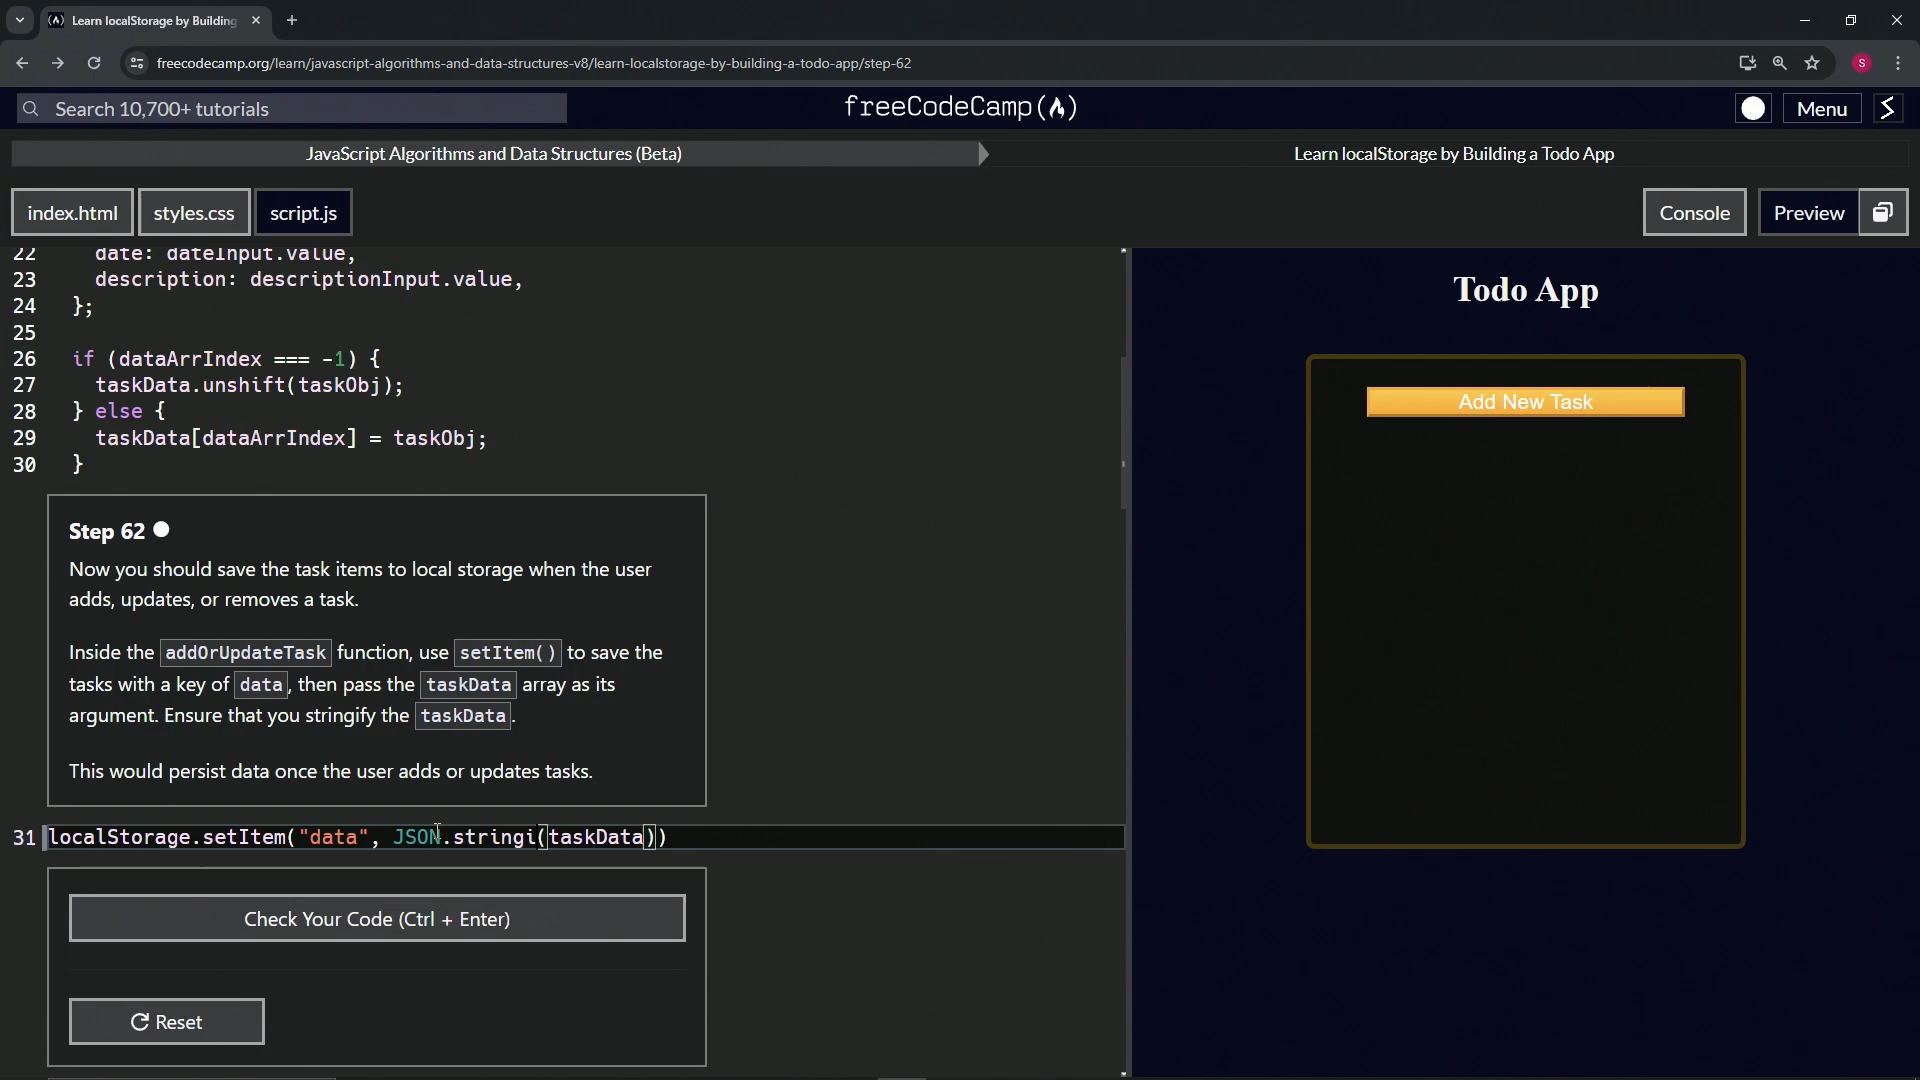 Learn localStorage by Building
freecodecamp.org/learn/javascript-algorithms-and-data-structures-v8/learn-localstorage-by-building-a-todo-app/step-62
S
Search 10,700+ tutorials
freeCodeCamp
Menu
JavaScript Algorithms and Data Structures (Beta)
Learn localStorage by Building a Todo App
index.html
styles.css
script.js
Console
Preview
22 date: dateInput.value,
23 description: descriptionInput.value,
24 };
25
26 if (dataArrIndex === -1) {
27 taskData.unshift(taskObj);
28 } else {
29 taskData[dataArrIndex] = taskObj;
30 }
Step 62
Now you should save the task items to local storage when the user
adds, updates, or removes a task.
Inside the addOrUpdateTask function, use setItem() to save the
tasks with a key of data, then pass the taskData array as its
argument. Ensure that you stringify the taskData.
This would persist data once the user adds or updates tasks.
31 localStorage.setItem("data", JSON.stringi(taskData))
Check Your Code (Ctrl + Enter)
Reset
Todo App
Add New Task